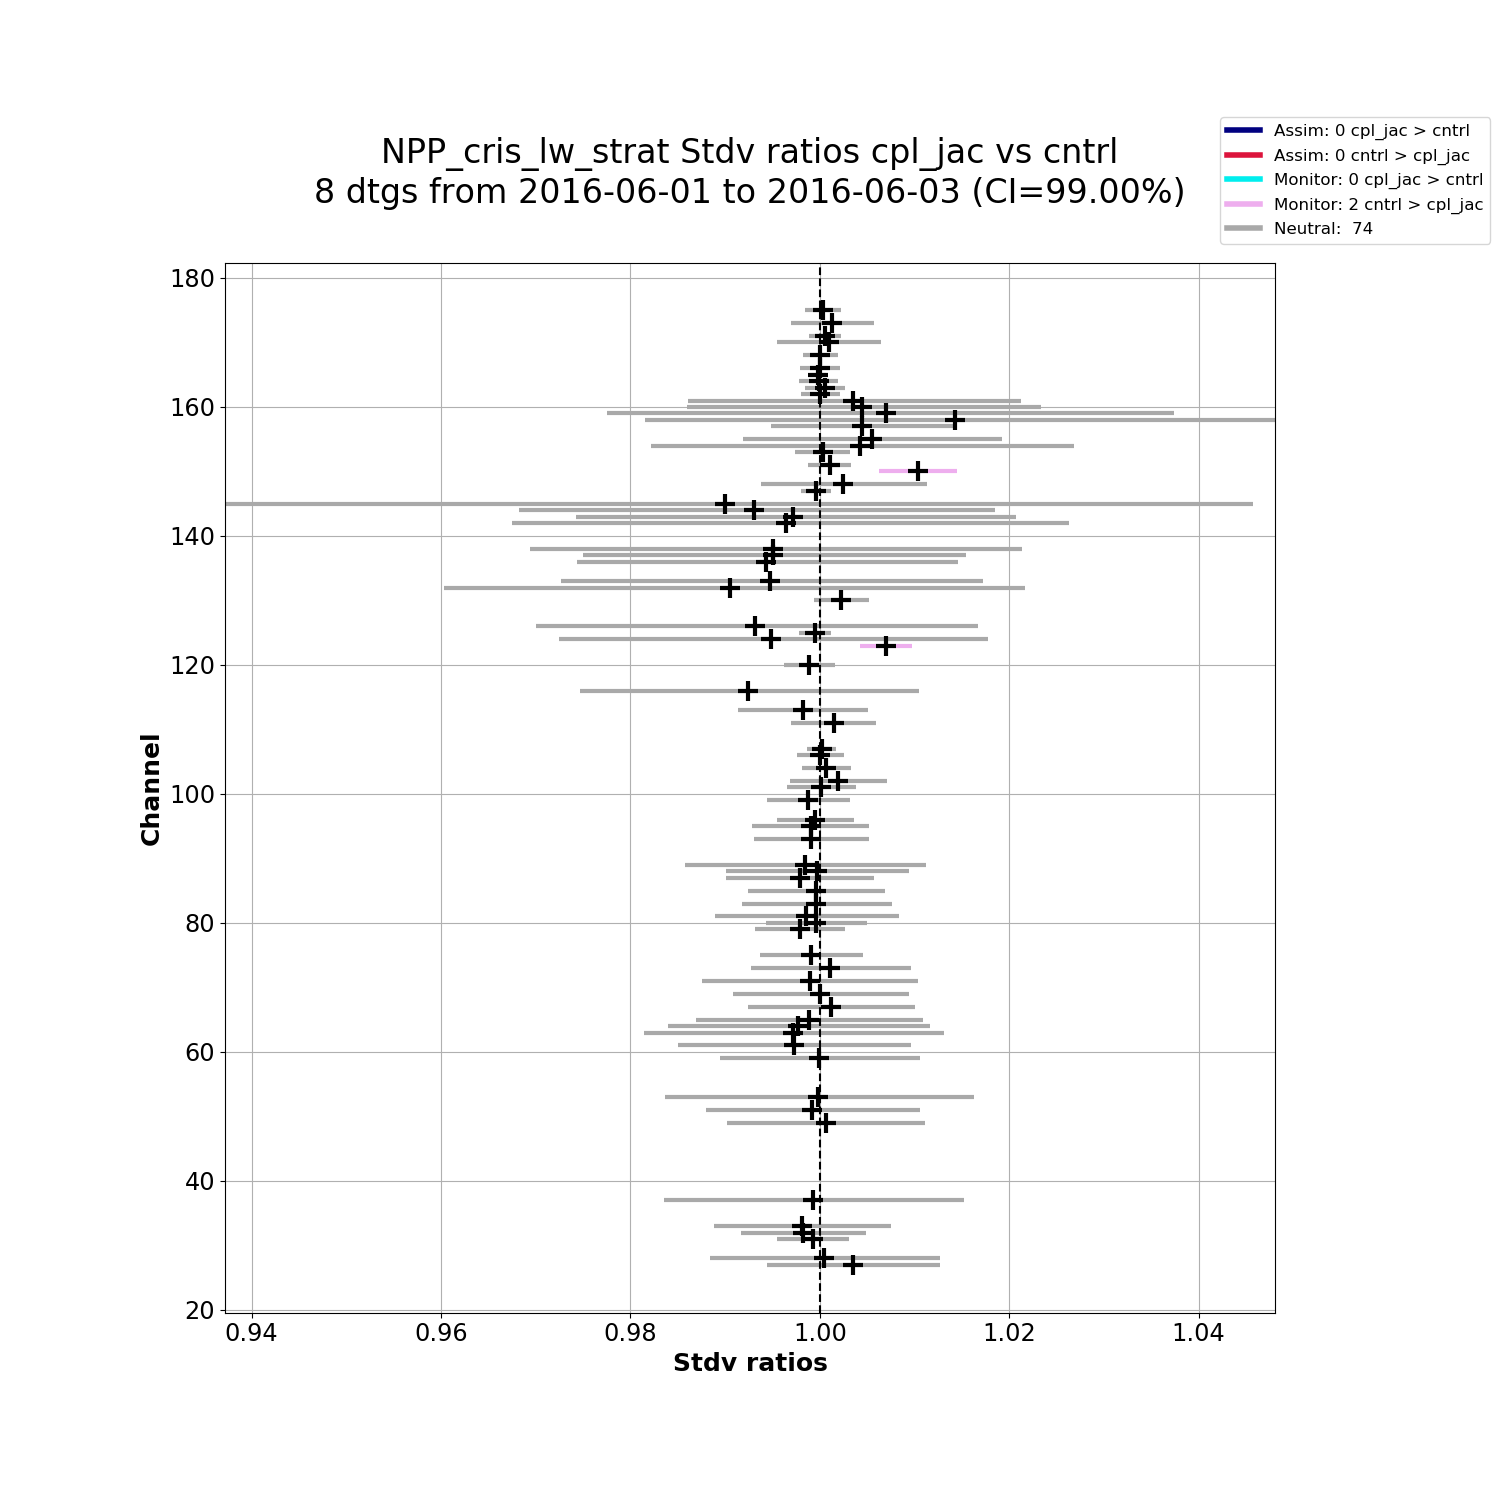 NPP_cris_lw_strat Stdv ratios cpl_jac vs cntrl
8 dtgs from 2016-06-01 to 2016-06-03 (CI=99.00%)
Assim: 0 cpl_jac > cntrl
Assim: 0 cntrl > cpl_jac
Monitor: 0 cpl_jac > cntrl
Monitor: 2 cntrl > cpl_jac
Neutral:  74
180
160
140
120
100
80
60
40
20
Channel
0.94 0.96 0.98 1.00 1.02 1.04
Stdv ratios